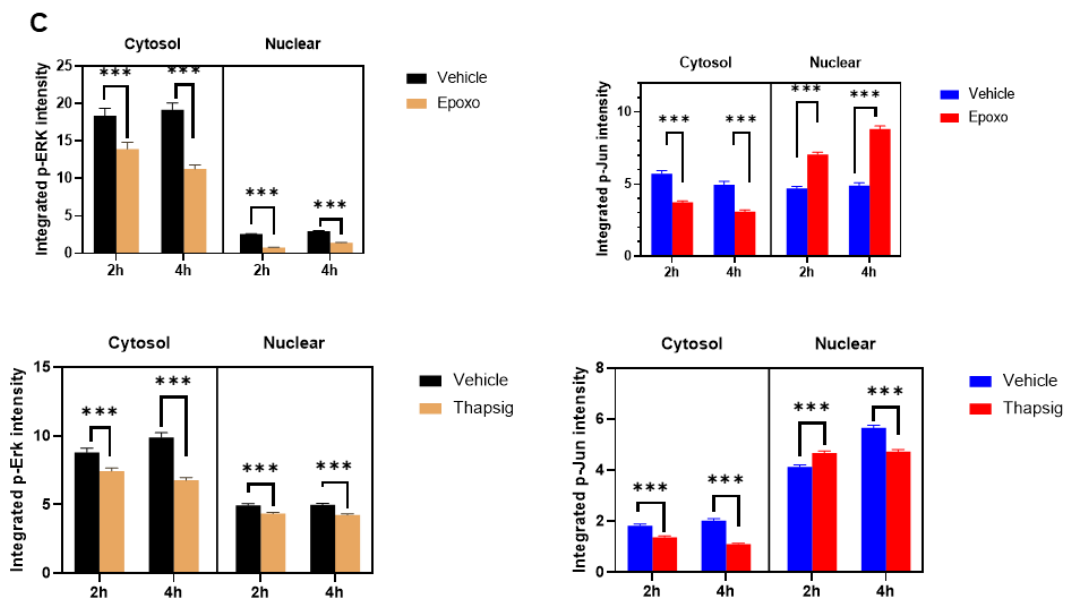 C
Cytosol Nuclear
Integrated p-ERK intensity
25
20
15
10
5
0
*** *** *** ***
2h 4h 2h 4h
Vehicle
Epoxo
Cytosol Nuclear
Integrated p-Jun intensity
10
5
0
*** *** *** ***
2h 4h 2h 4h
Vehicle
Epoxo
Cytosol Nuclear
Integrated p-Erk intensity
15
10
5
0
*** *** *** ***
2h 4h 2h 4h
Vehicle
Thapsig
Cytosol Nuclear
Integrated p-Jun intensity
8
6
4
2
0
*** *** *** ***
2h 4h 2h 4h
Vehicle
Thapsig